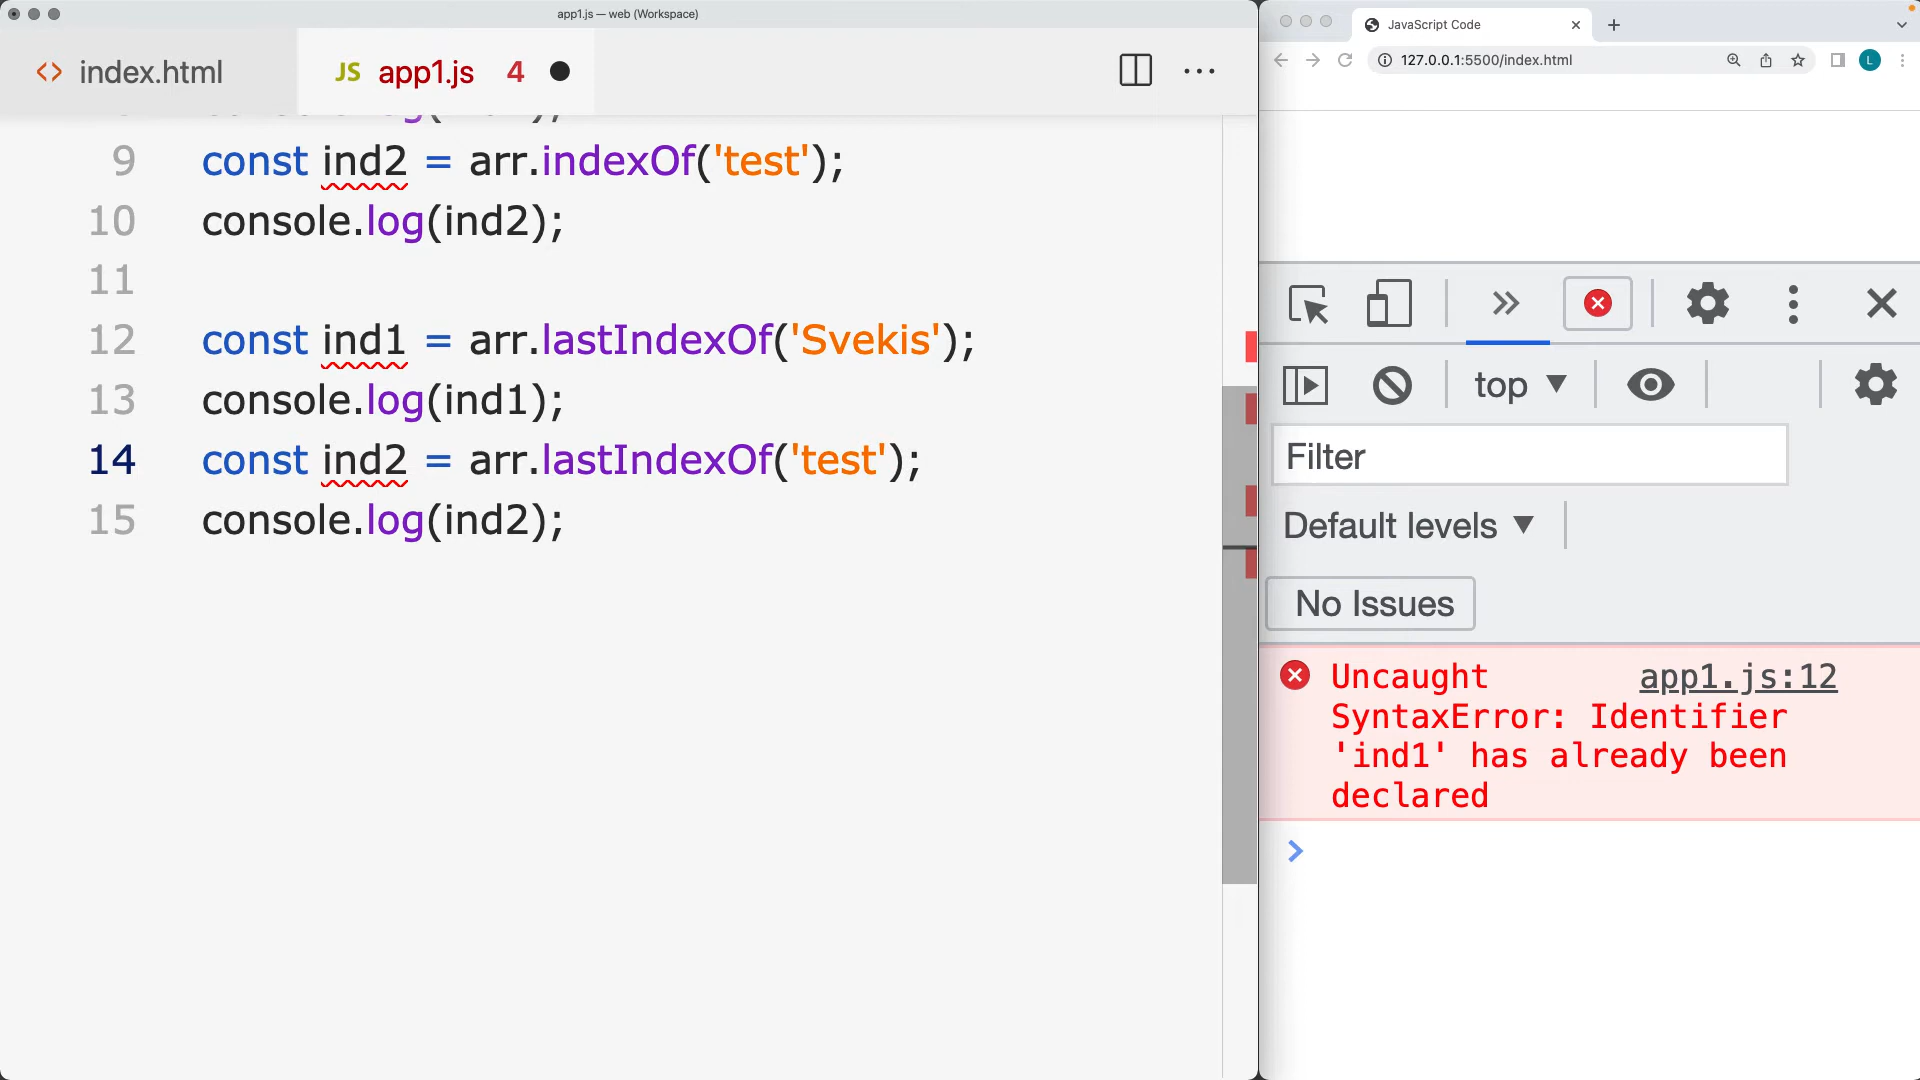 app1.js — web (Workspace)
index.html
JS app1.js 4
9 const ind2 = arr.indexOf('test');
10 console.log(ind2);
11
12 const ind1 = arr.lastIndexOf('Svekis');
13 console.log(ind1);
14 const ind2 = arr.lastIndexOf('test');
15 console.log(ind2);
JavaScript Code
127.0.0.1:5500/index.html
L
top
Filter
Default levels
No Issues
Uncaught app1.js:12
SyntaxError: Identifier
'ind1' has already been
declared